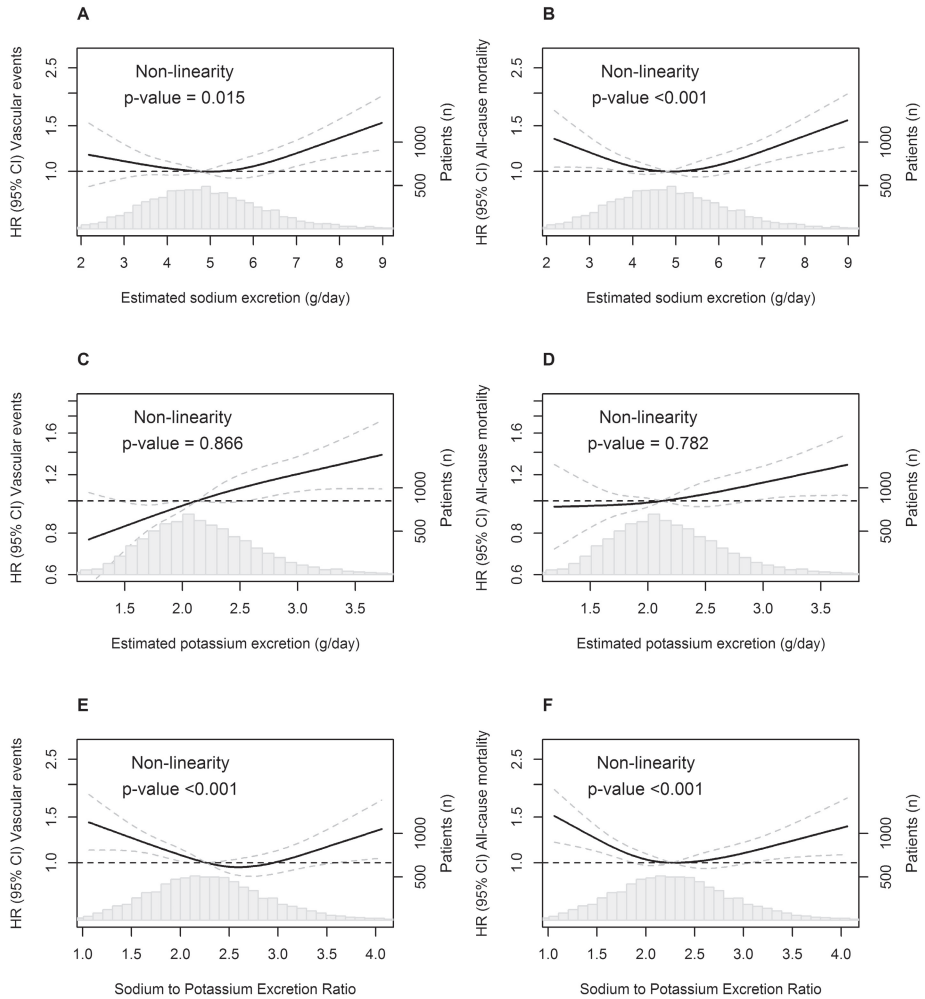 A
HR (95% CI) Vascular events
2.5
1.5
1.0
Non-linearity
p-value = 0.015
1000
500
Patients (n)
2 3 4 5 6 7 8 9
Estimated sodium excretion (g/day)
B
HR (95% CI) All-cause mortality
2.5
1.5
1.0
Non-linearity
p-value <0.001
1000
500
Patients (n)
2 3 4 5 6 7 8 9
Estimated sodium excretion (g/day)
C
HR (95% CI) Vascular events
1.6
1.2
0.8
0.6
Non-linearity
p-value = 0.866
1000
500
Patients (n)
1.5 2.0 2.5 3.0 3.5
Estimated potassium excretion (g/day)
D
HR (95% CI) All-cause mortality
1.6
1.2
0.8
0.6
Non-linearity
p-value = 0.782
1000
500
Patients (n)
1.5 2.0 2.5 3.0 3.5
Estimated potassium excretion (g/day)
E
HR (95% CI) Vascular events
2.5
1.5
1.0
Non-linearity
p-value <0.001
1000
500
Patients (n)
1.0 1.5 2.0 2.5 3.0 3.5 4.0
Sodium to Potassium Excretion Ratio
F
HR (95% CI) All-cause mortality
2.5
1.5
1.0
Non-linearity
p-value <0.001
1000
500
Patients (n)
1.0 1.5 2.0 2.5 3.0 3.5 4.0
Sodium to Potassium Excretion Ratio